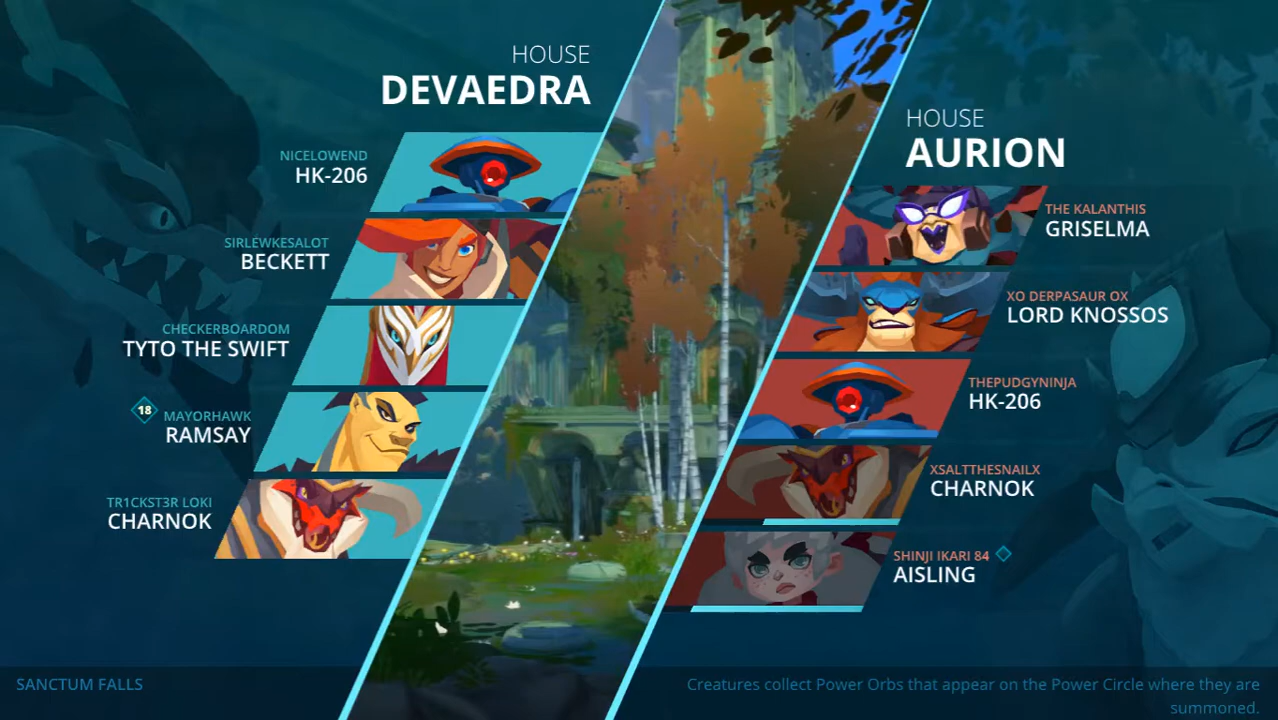 HOUSE
DEVAEDRA
NICELOWEND
HK-206
SIRLEWKESALOT
BECKETT
CHECKERBOARDOM
TYTO THE SWIFT
18
MAYORHAWK
RAMSAY
TR1CKST3R LOKI
CHARNOK
HOUSE
AURION
THE KALANTHIS
GRISELMA
XO DERPASAUR OX
LORD KNOSSOS
THEPUDGYNINJA
HK-206
XSALTTHESNAILX
CHARNOK
SHINJI IKARI 84
AISLING
SANCTUM FALLS
Creatures collect Power Orbs that appear on the Power Circle where they are
summoned.